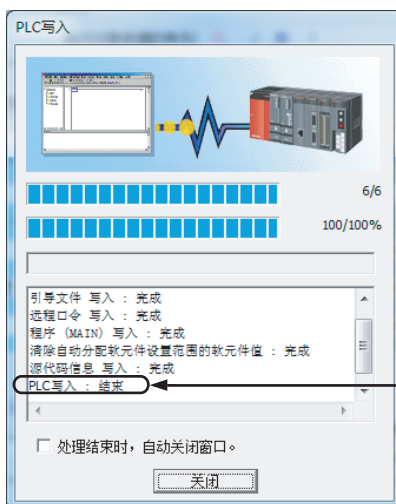 PLC写入
6/6
100/100%
引导文件 写入 : 完成
远程口令 写入 : 完成
程序 (MAIN) 写入 : 完成
清除自动分配软元件设置范围的软元件值 : 完成
源代码信息 写入 : 完成
PLC写入 : 结束
处理结束时，自动关闭窗口。
关闭